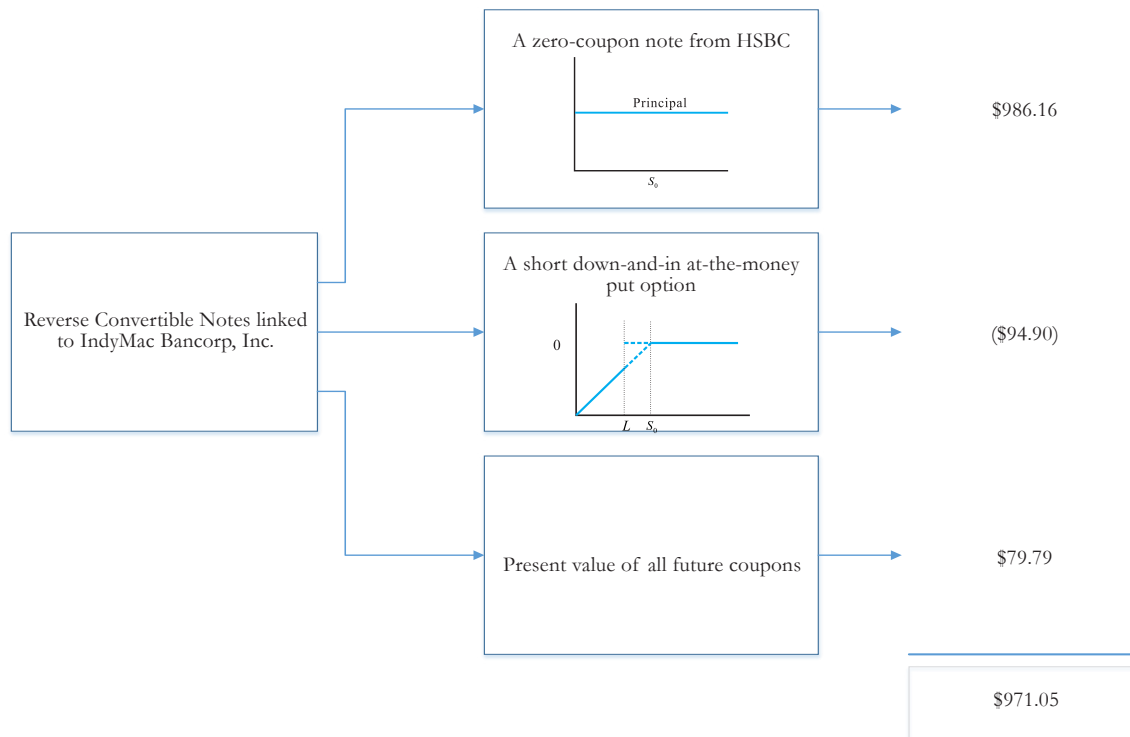 A zero-coupon note from HSBC
Principal
S₀
$986.16
Reverse Convertible Notes linked
to IndyMac Bancorp, Inc.
A short down-and-in at-the-money
put option
0
L S₀
($94.90)
Present value of all future coupons
$79.79
$971.05